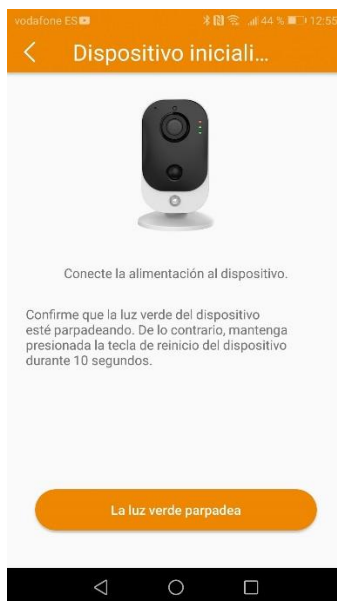 vodafone ES 44 % 12:55
Dispositivo iniciali...
Conecte la alimentación al dispositivo.
Confirme que la luz verde del dispositivo
esté parpadeando. De lo contrario, mantenga
presionada la tecla de reinicio del dispositivo
durante 10 segundos.
La luz verde parpadea